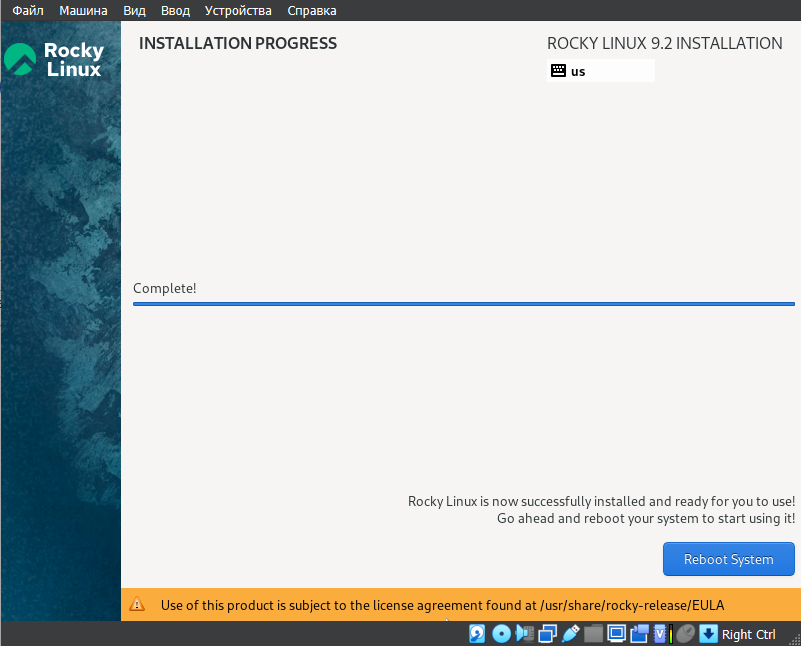 Файл Машина Вид Ввод Устройства Справка
Rocky
Linux
INSTALLATION PROGRESS
ROCKY LINUX 9.2 INSTALLATION
us
Complete!
Rocky Linux is now successfully installed and ready for you to use!
Go ahead and reboot your system to start using it!
Reboot System
Use of this product is subject to the license agreement found at /usr/share/rocky-release/EULA
Right Ctrl